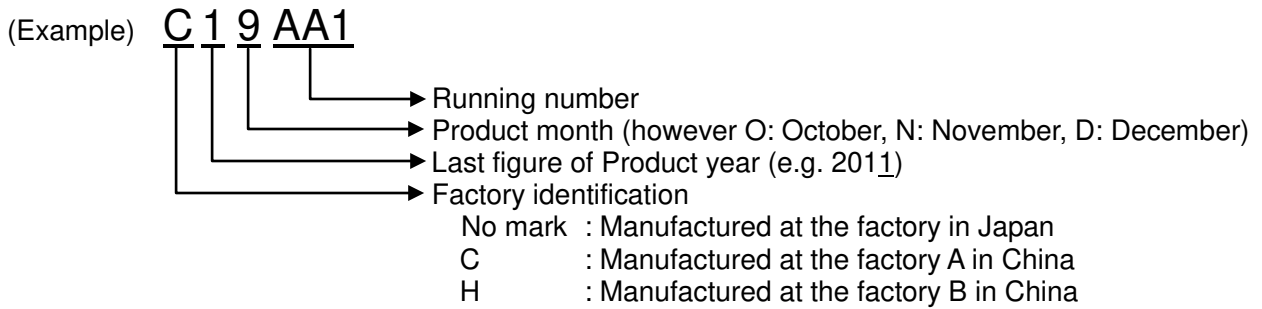 (Example) C 1 9 AA1
Running number
Product month (however O: October, N: November, D: December)
Last figure of Product year (e.g. 2011)
Factory identification
No mark : Manufactured at the factory in Japan
C : Manufactured at the factory A in China
H : Manufactured at the factory B in China